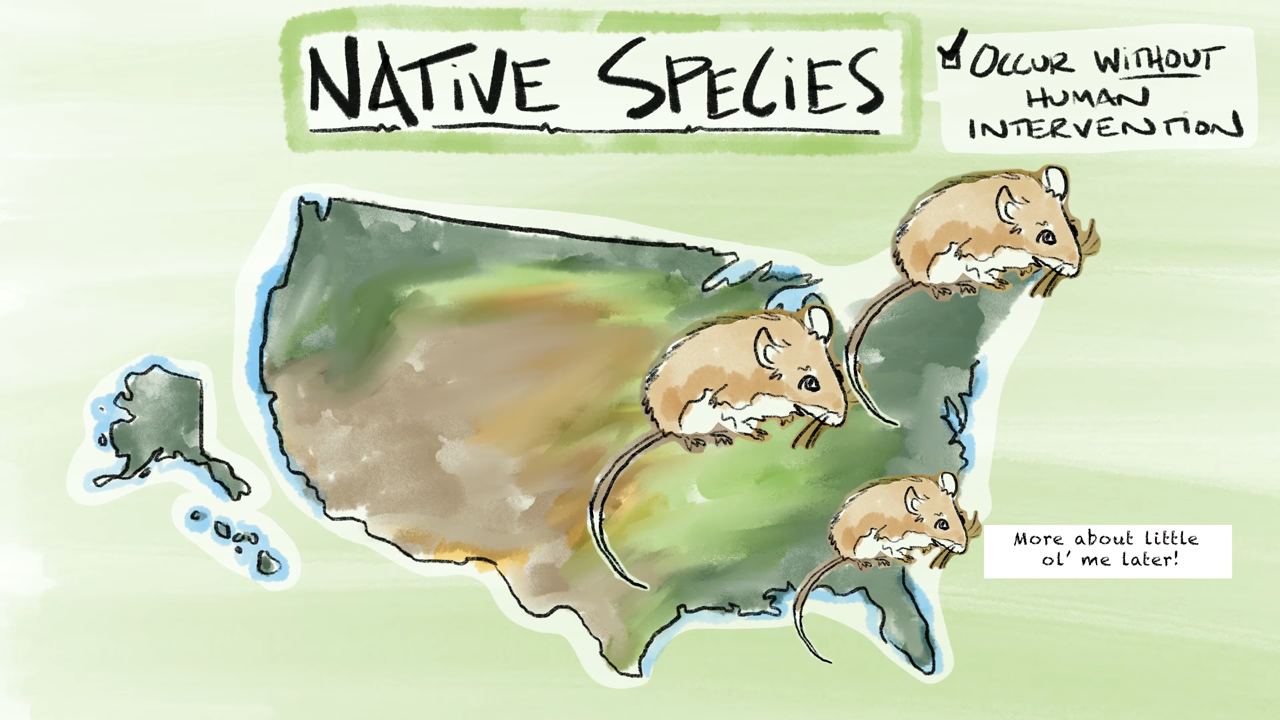 NATiVE SPECiES
OCCUR WITHOUT
HUMAN
INTERVENTION
More about little
ol' me later!